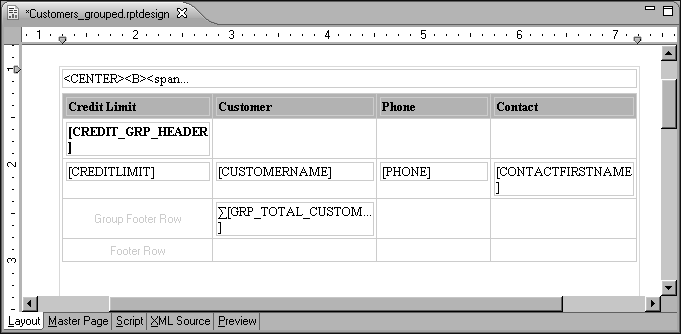 *Customers_grouped.rptdesign
1 2 3 4 5 6 7
1
<CENTER><B><span...
Credit Limit Customer Phone Contact
[CREDIT_GRP_HEADER
]
2
[CREDITLIMIT] [CUSTOMERNAME] [PHONE] [CONTACTFIRSTNAME
]
Group Footer Row ∑[GRP_TOTAL_CUSTOM...
]
Footer Row
3
Layout Master Page Script XML Source Preview